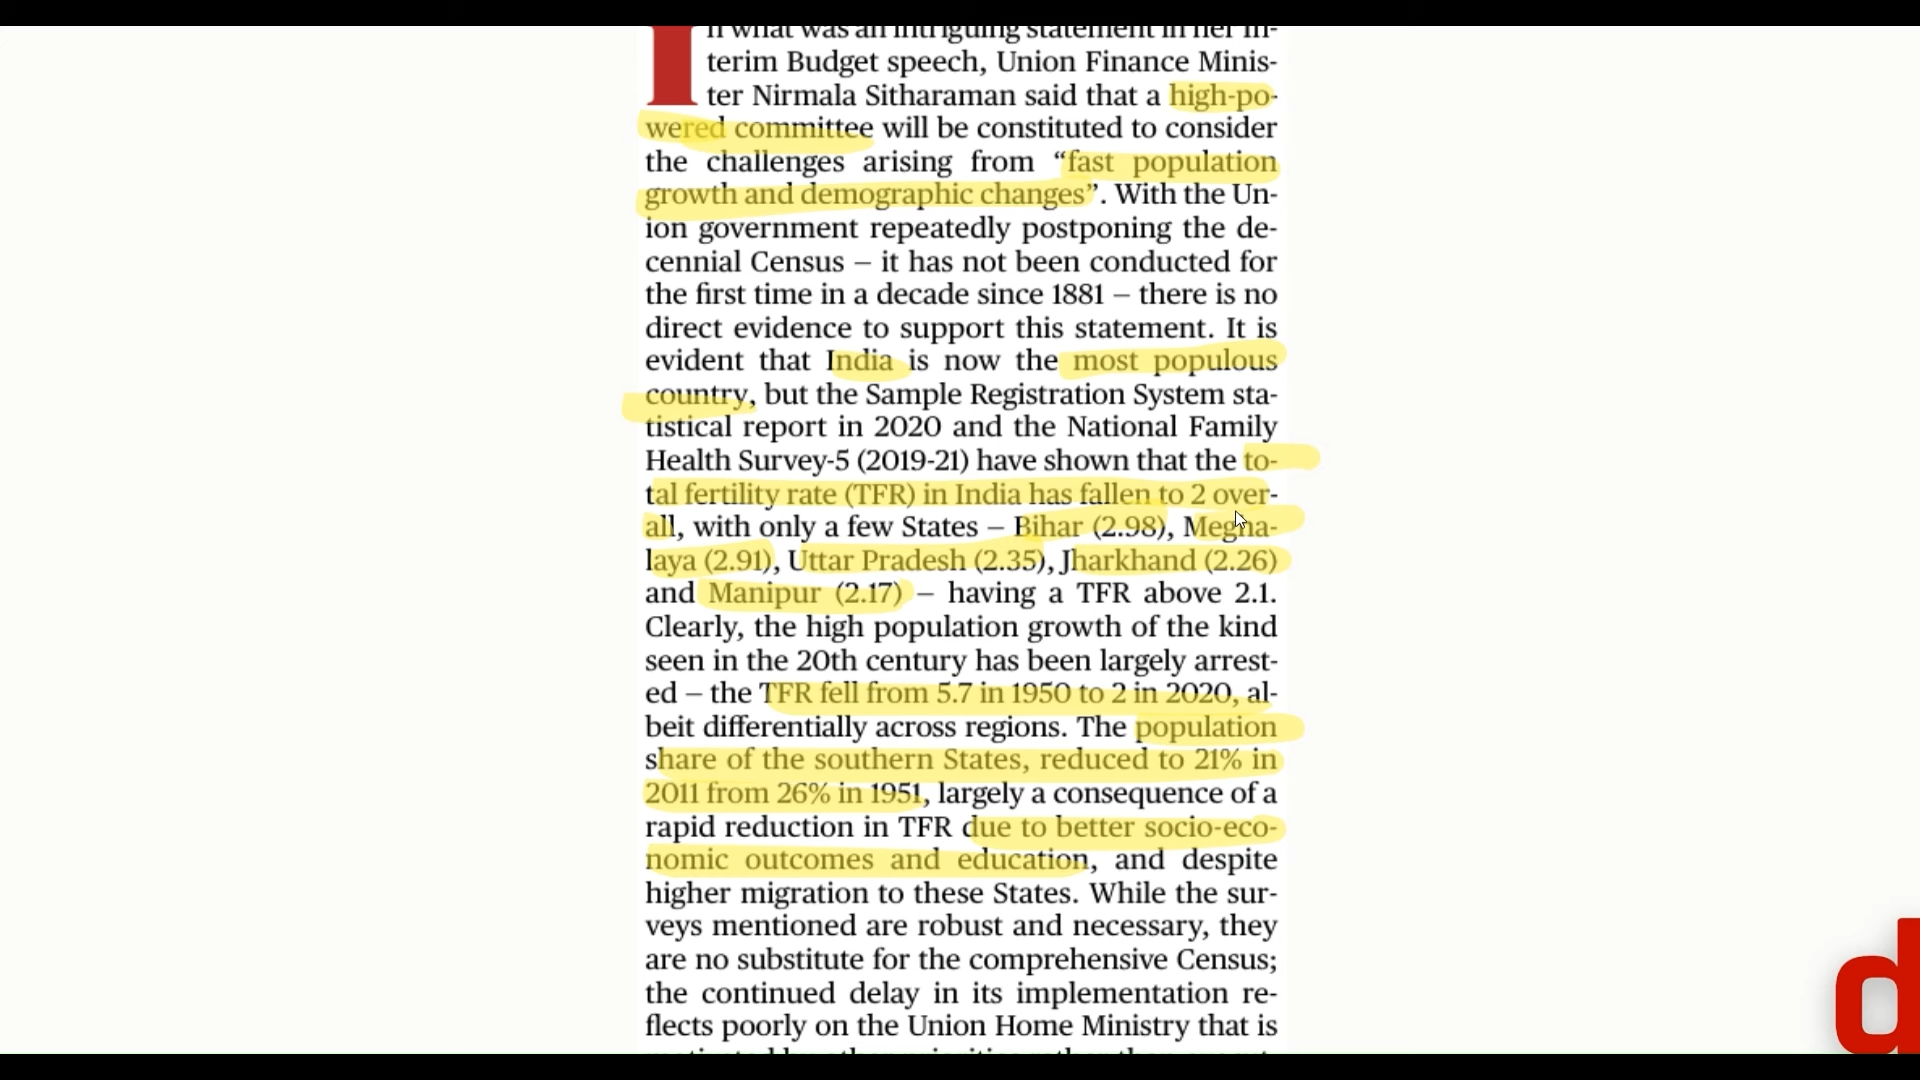 In what was an intriguing statement in her In-
terim Budget speech, Union Finance Minis-
ter Nirmala Sitharaman said that a high-po-
wered committee will be constituted to consider
the challenges arising from “fast population
growth and demographic changes”. With the Un-
ion government repeatedly postponing the de-
cennial Census – it has not been conducted for
the first time in a decade since 1881 – there is no
direct evidence to support this statement. It is
evident that India is now the most populous
country, but the Sample Registration System sta-
tistical report in 2020 and the National Family
Health Survey-5 (2019-21) have shown that the to-
tal fertility rate (TFR) in India has fallen to 2 over-
all, with only a few States – Bihar (2.98), Megha-
laya (2.91), Uttar Pradesh (2.35), Jharkhand (2.26)
and Manipur (2.17) – having a TFR above 2.1.
Clearly, the high population growth of the kind
seen in the 20th century has been largely arrest-
ed – the TFR fell from 5.7 in 1950 to 2 in 2020, al-
beit differentially across regions. The population
share of the southern States, reduced to 21% in
2011 from 26% in 1951, largely a consequence of a
rapid reduction in TFR due to better socio-eco-
nomic outcomes and education, and despite
higher migration to these States. While the sur-
veys mentioned are robust and necessary, they
are no substitute for the comprehensive Census;
the continued delay in its implementation re-
flects poorly on the Union Home Ministry that is
d